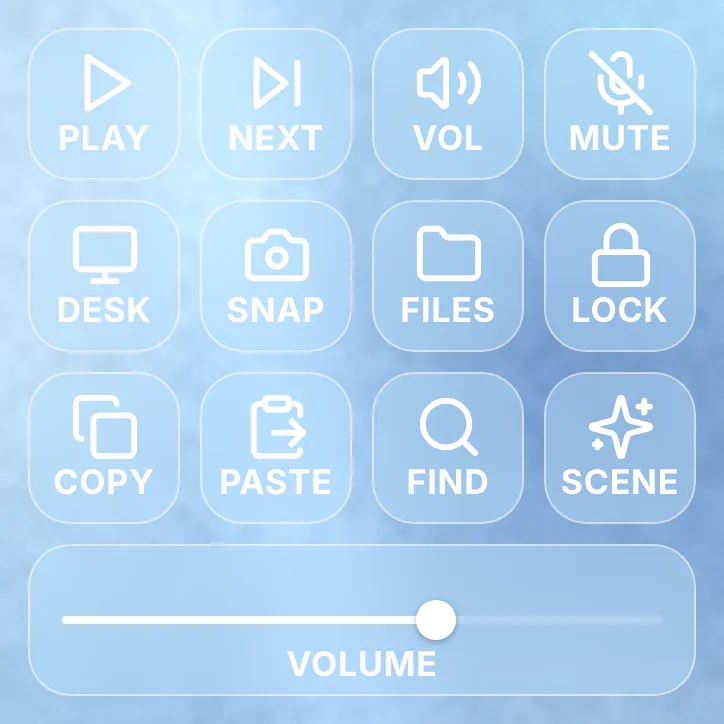 PLAY NEXT VOL MUTE
DESK SNAP FILES LOCK
COPY PASTE FIND SCENE
VOLUME